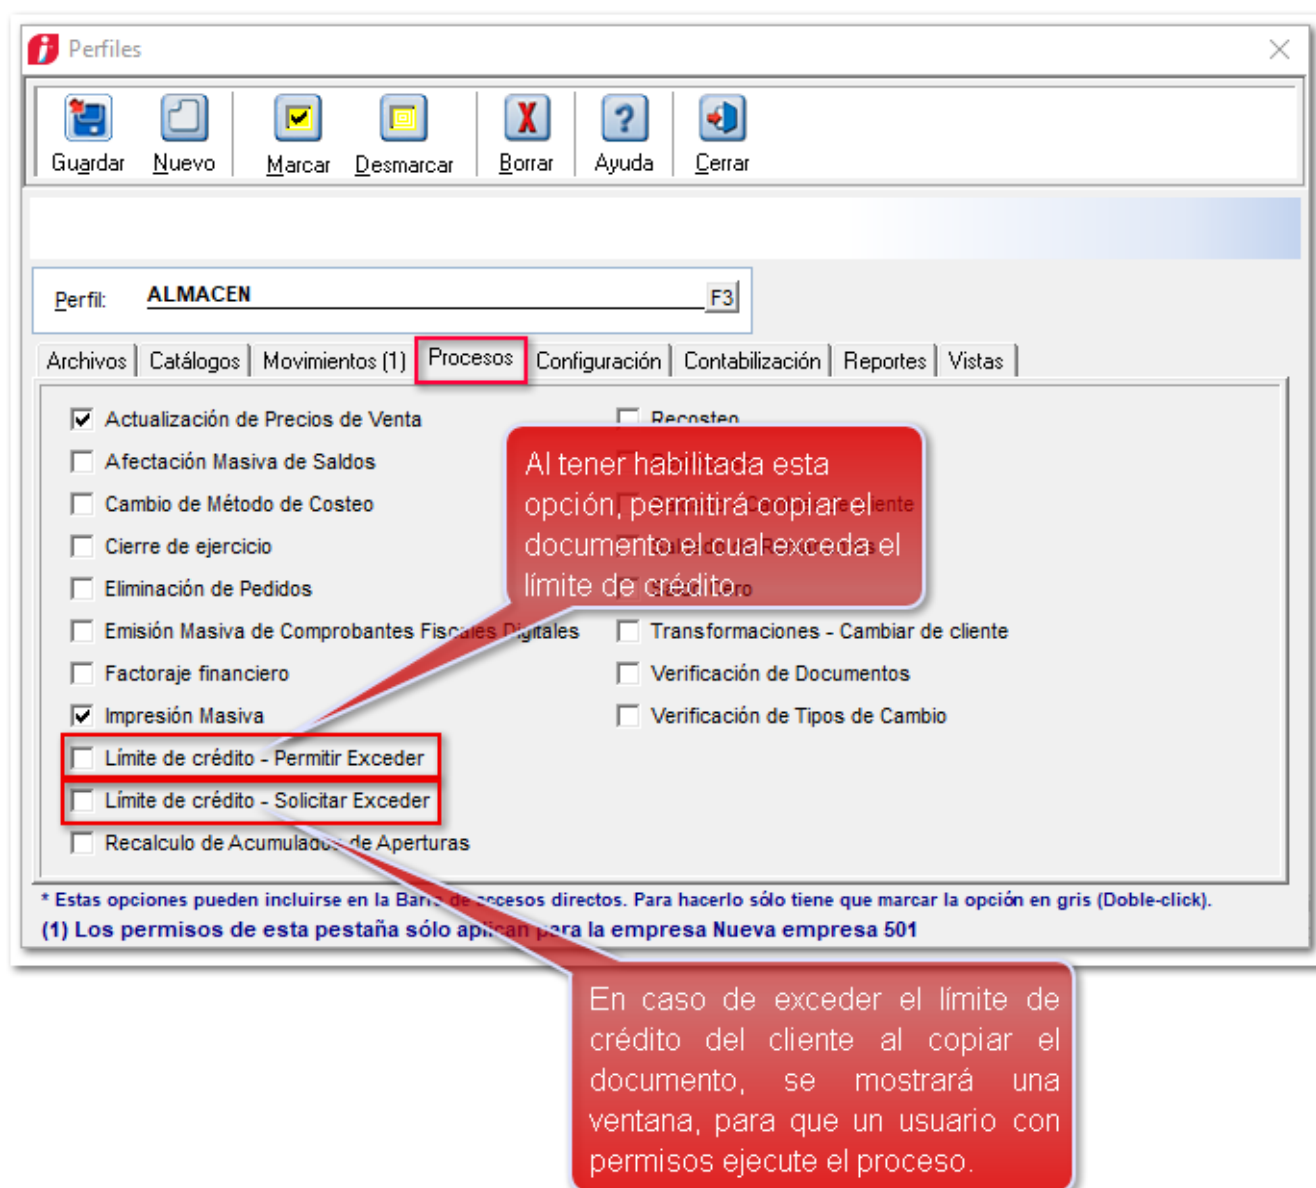 Perfiles
Guardar Nuevo Marcar Desmarcar Borrar Ayuda Cerrar
Perfil: ALMACEN F3
Archivos Catálogos Movimientos (1) Procesos Configuración Contabilización Reportes Vistas
Actualización de Precios de Venta
Afectación Masiva de Saldos
Cambio de Método de Costeo
Cierre de ejercicio
Eliminación de Pedidos
Emisión Masiva de Comprobantes Fiscales Digitales
Factoraje financiero
Impresión Masiva
Límite de crédito - Permitir Exceder
Límite de crédito - Solicitar Exceder
Recalculo de Acumulados de Aperturas
Recosteo
Transformaciones - Cambiar de cliente
Verificación de Documentos
Verificación de Tipos de Cambio
Al tener habilitada esta
opción, permitirá copiar el
documento el cual exceda el
límite de crédito.
* Estas opciones pueden incluirse en la Barra de accesos directos. Para hacerlo sólo tiene que marcar la opción en gris (Doble-click).
(1) Los permisos de esta pestaña sólo aplican para la empresa Nueva empresa 501
En caso de exceder el límite de
crédito del cliente al copiar el
documento, se mostrará una
ventana, para que un usuario con
permisos ejecute el proceso.